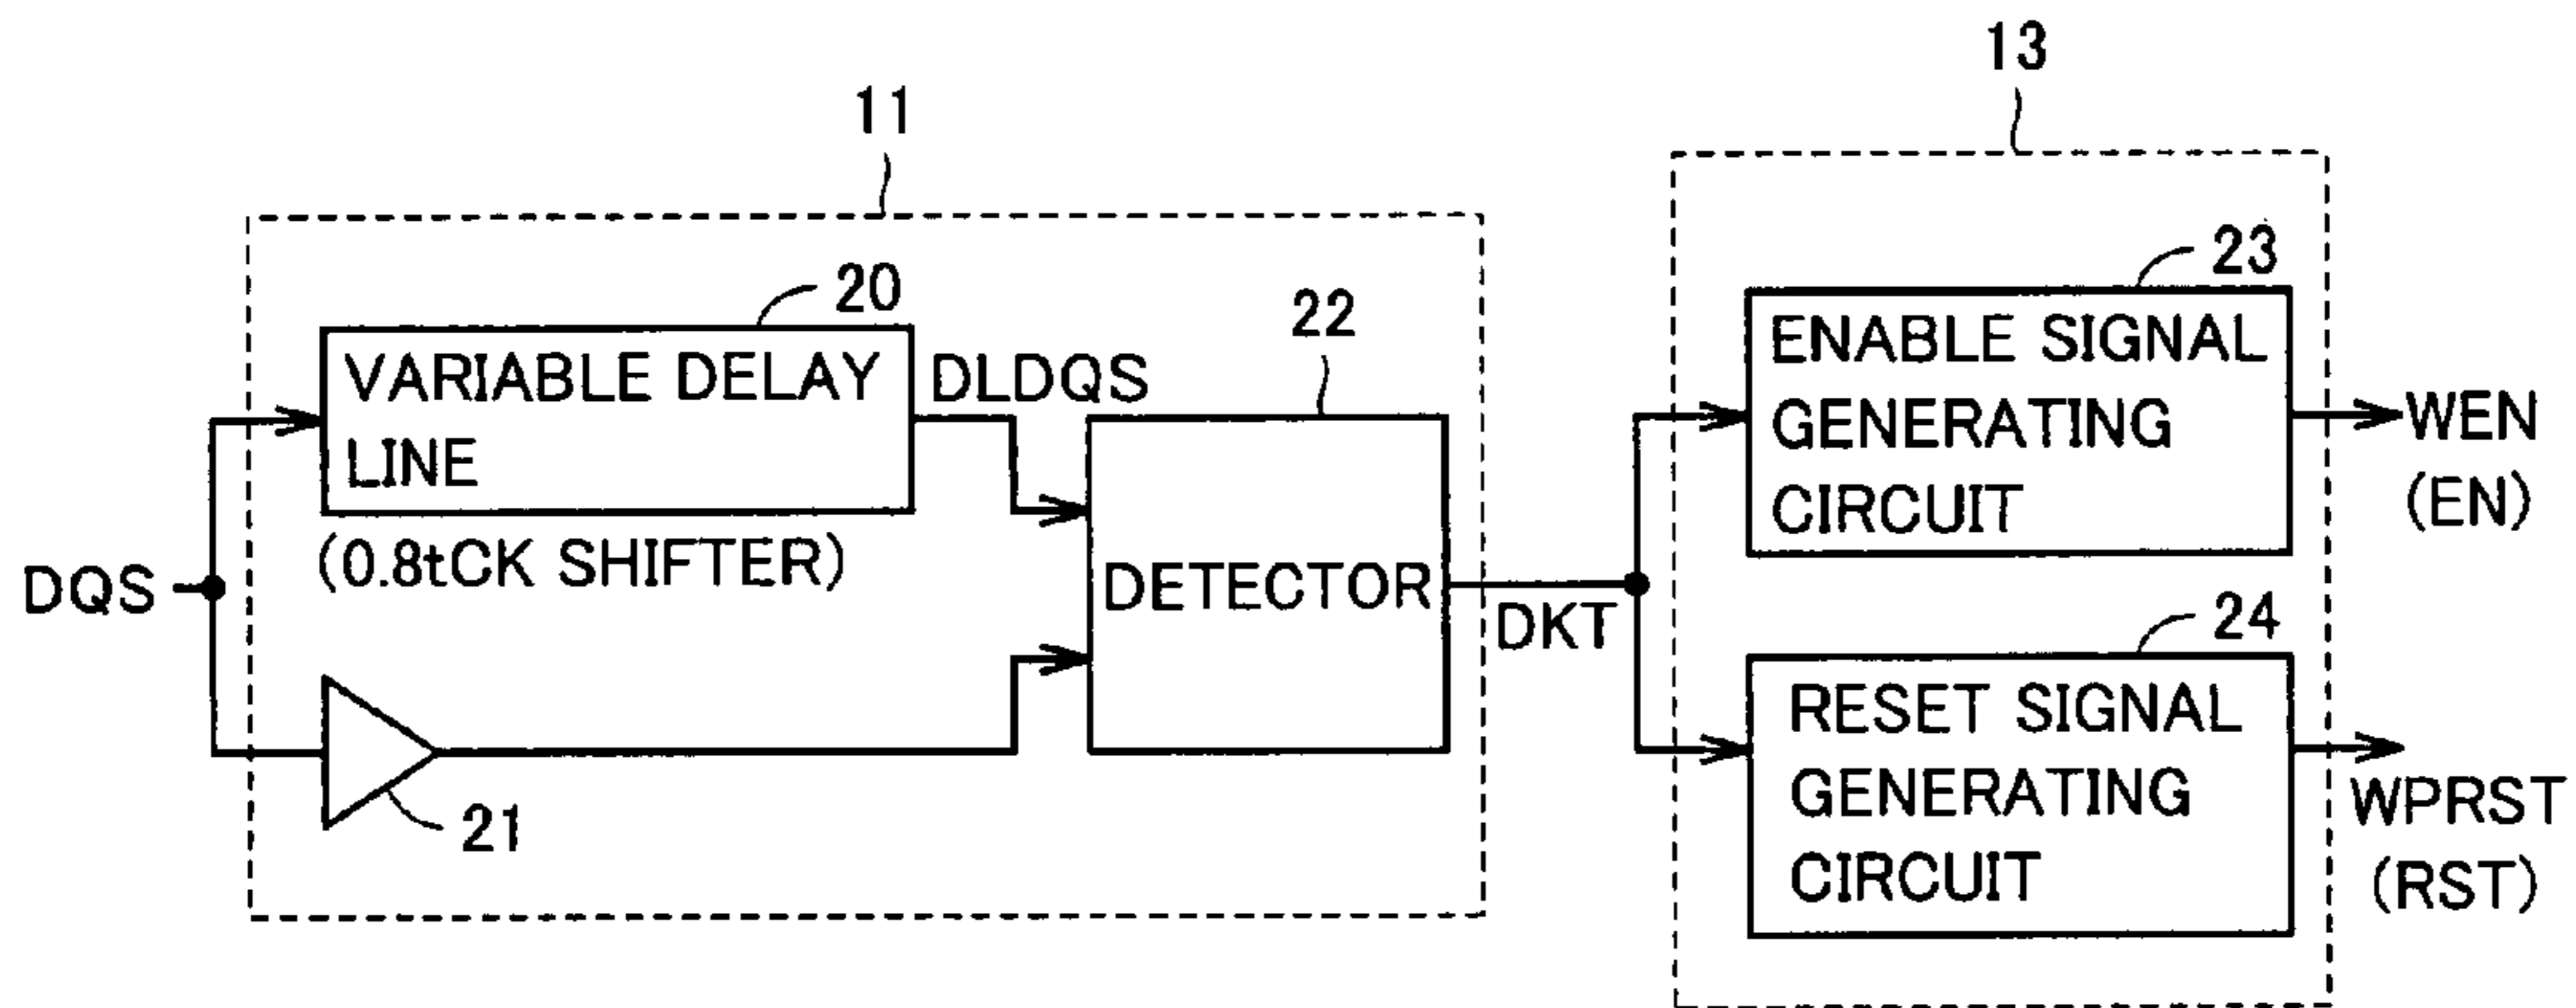 13
11
23
20
22
ENABLE SIGNAL
GENERATING
CIRCUIT
VARIABLE DELAY
LINE
DLDQS
WEN
(EN)
(0.8tCK SHIFTER)
DQS
DETECTOR
DKT
24
RESET SIGNAL
GENERATING
CIRCUIT
21
WPRST
(RST)